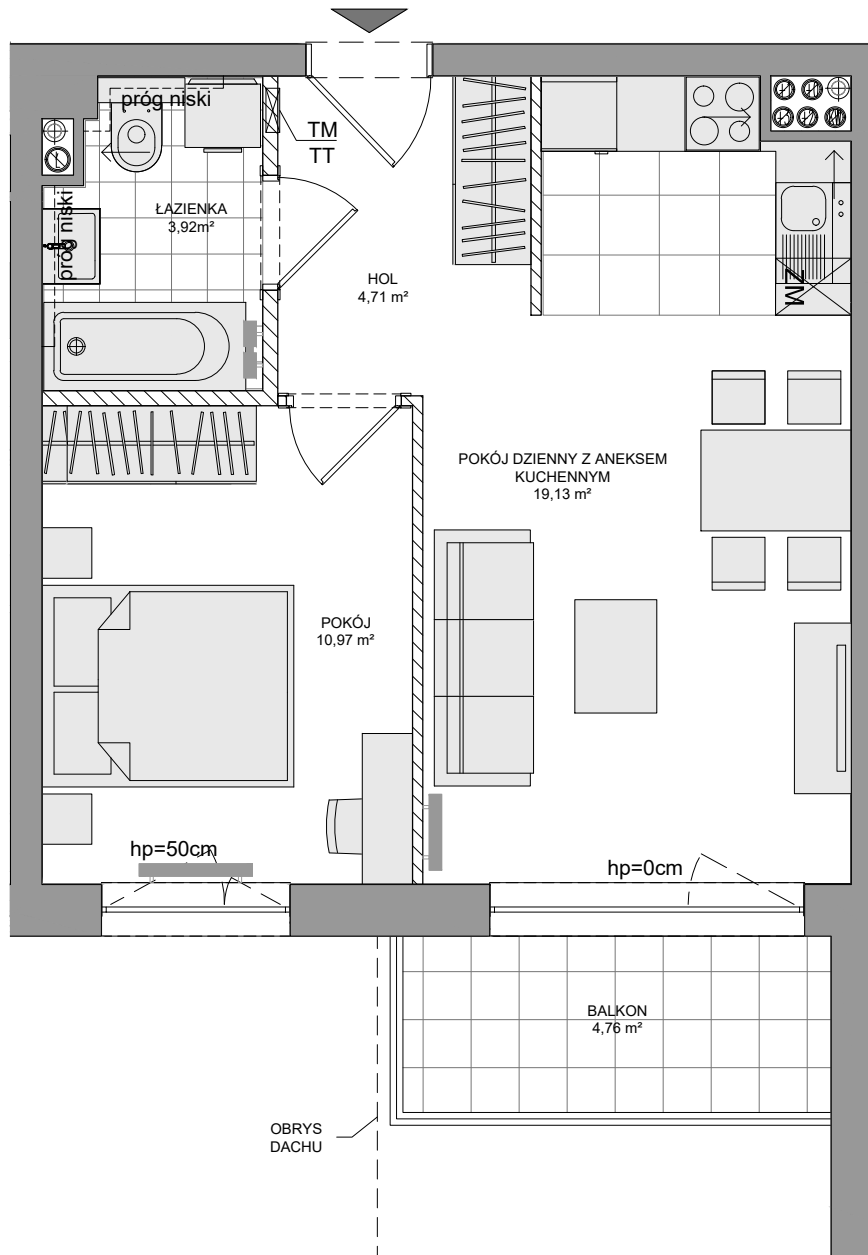 próg niski
TM
TT
próg niski
ŁAZIENKA
3,92m²
HOL
4,71 m²
ZM
POKÓJ DZIENNY Z ANEKSEM
KUCHENNYM
19,13 m²
POKÓJ
10,97 m²
hp=50cm
hp=0cm
BALKON
4,76 m²
OBRYS
DACHU